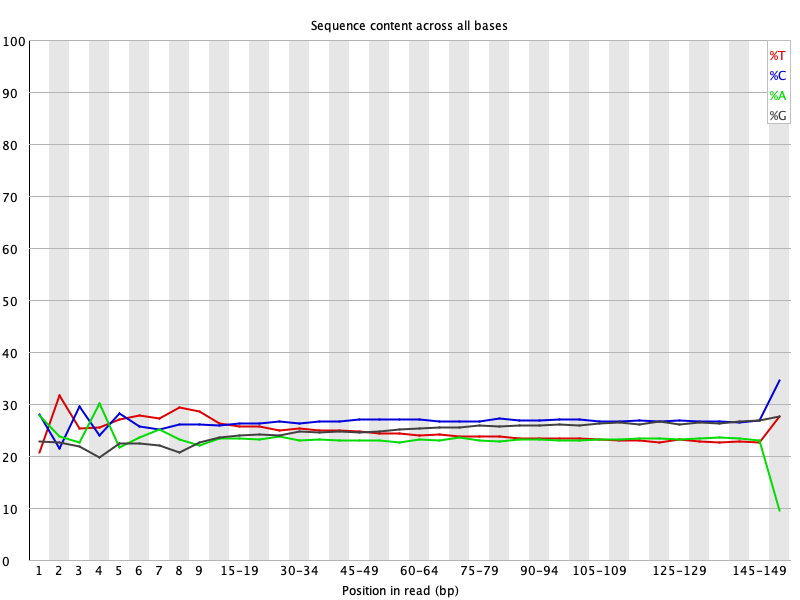 Sequence content across all bases
100
90
80
70
60
50
40
30
20
10
0
%T
%C
%A
%G
1 2 3 4 5 6 7 8 9 15-19 30-34 45-49 60-64 75-79 90-94 105-109 125-129 145-149
Position in read (bp)